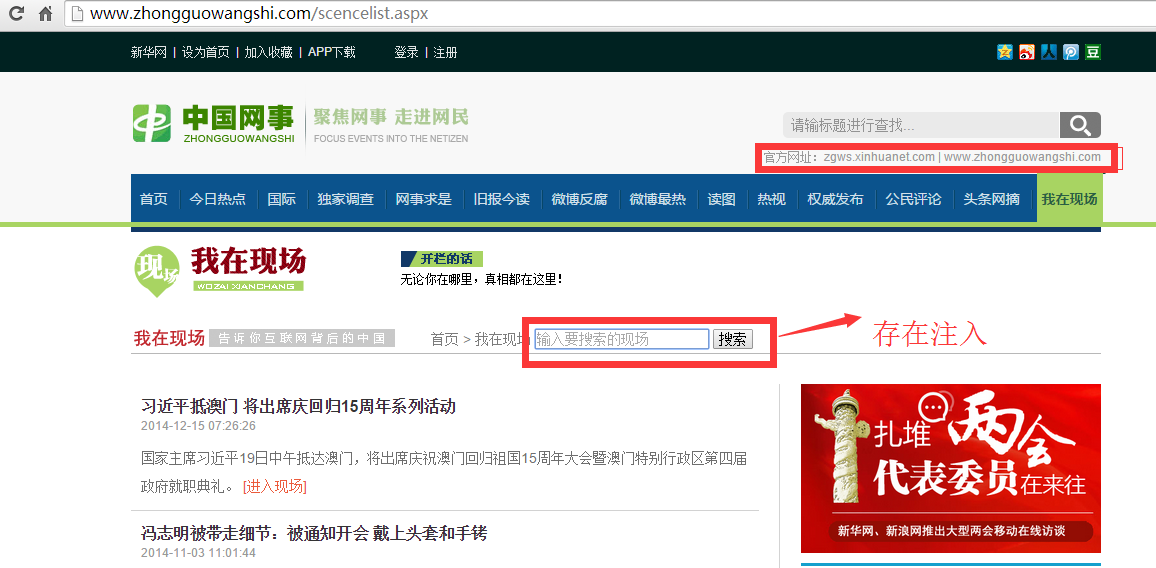 www.zhongguowangshi.com/scencelist.aspx
新华网 | 设为首页 | 加入收藏 | APP下载 登录 | 注册
豆
中国网事
ZHONGGUOWANGSHI
聚焦网事 走进网民
FOCUS EVENTS INTO THE NETIZEN
请输标题进行查找...
官方网址：zgws.xinhuanet.com | www.zhongguowangshi.com
首页 今日热点 国际 独家调查 网事求是 旧报今读 微博反腐 微博最热 读图 热视 权威发布 公民评论 头条网摘 我在现场
现场
我在现场
WOZAI XIANCHANG
开栏的话
无论你在哪里，真相都在这里！
我在现场 告诉你互联网背后的中国
首页 > 我在现场
输入要搜索的现场 搜索
存在注入
习近平抵澳门 将出席庆回归15周年系列活动
2014-12-15 07:26:26
国家主席习近平19日中午抵达澳门，将出席庆祝澳门回归祖国15周年大会暨澳门特别行政区第四届
政府就职典礼。 [进入现场]
冯志明被带走细节：被通知开会 戴上头套和手铐
2014-11-03 11:01:44
扎堆两会
代表委员在来往
新华网、新浪网推出大型两会移动在线访谈